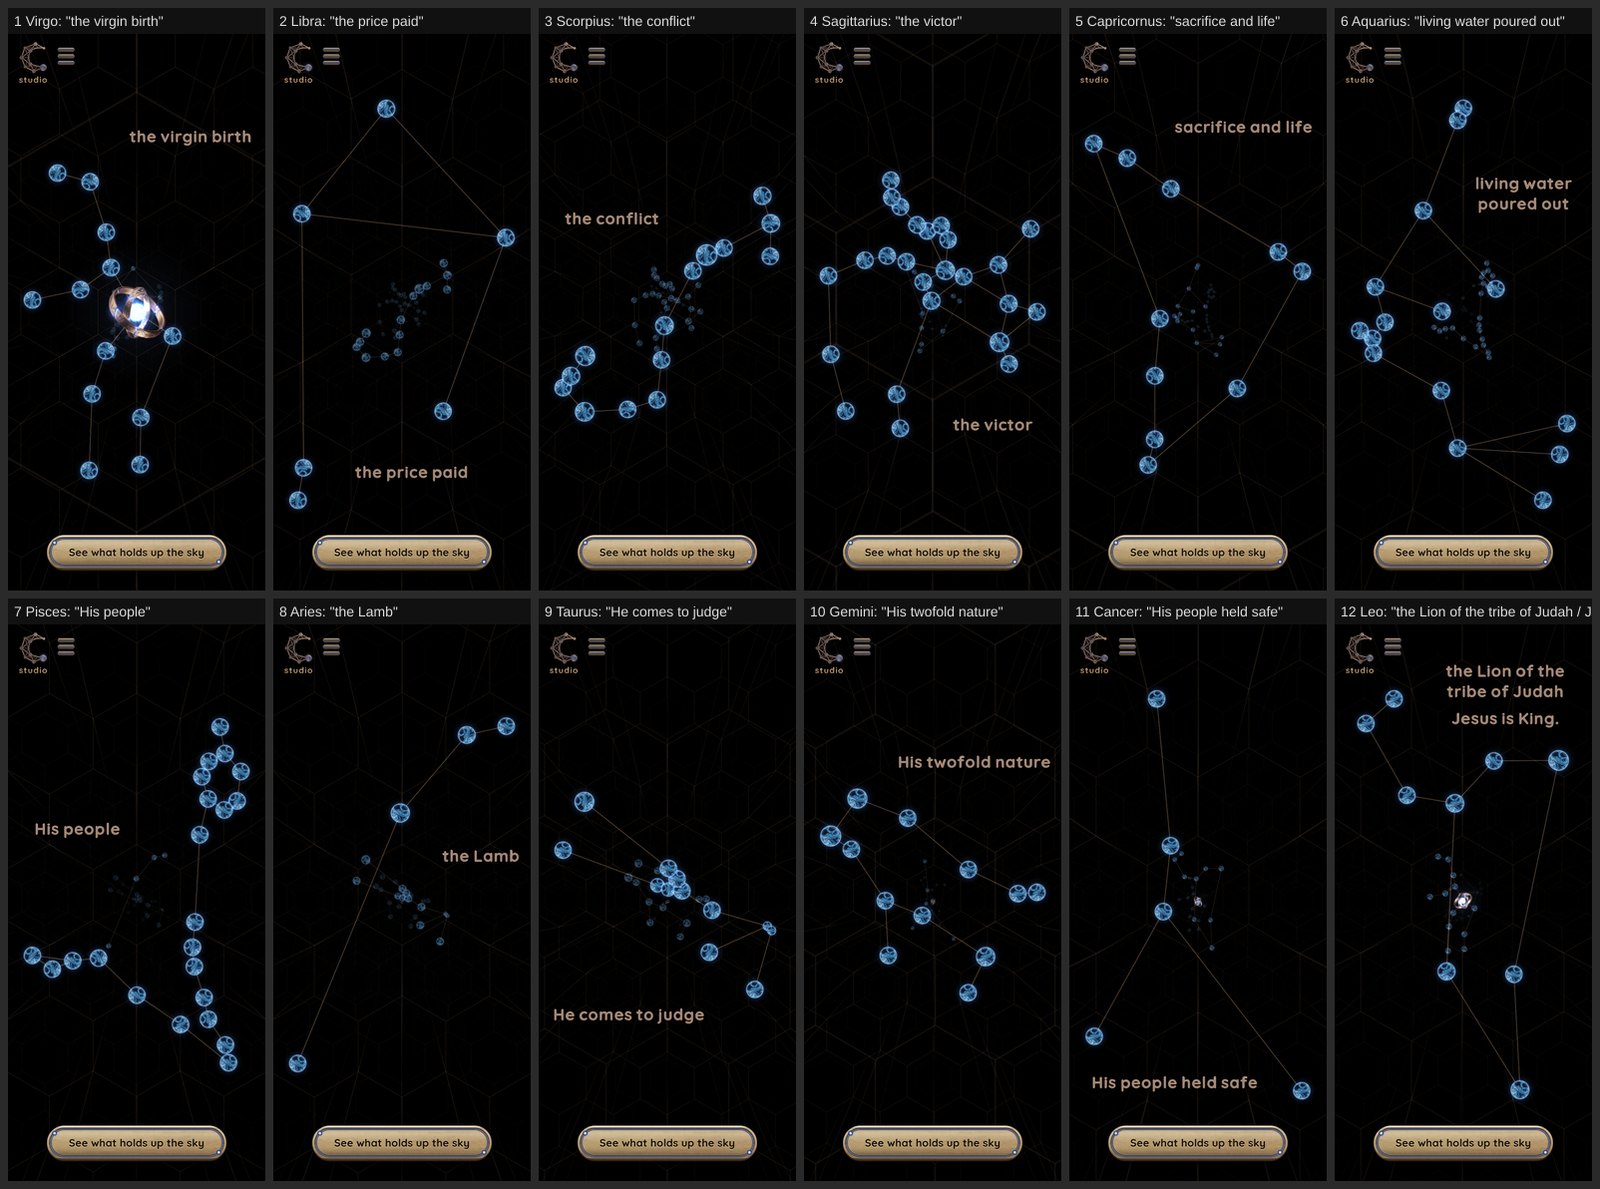 1 Virgo: "the virgin birth"
studio
the virgin birth
See what holds up the sky
2 Libra: "the price paid"
studio
the price paid
See what holds up the sky
3 Scorpius: "the conflict"
studio
the conflict
See what holds up the sky
4 Sagittarius: "the victor"
studio
the victor
See what holds up the sky
5 Capricornus: "sacrifice and life"
studio
sacrifice and life
See what holds up the sky
6 Aquarius: "living water poured out"
studio
living water
poured out
See what holds up the sky
7 Pisces: "His people"
studio
His people
See what holds up the sky
8 Aries: "the Lamb"
studio
the Lamb
See what holds up the sky
9 Taurus: "He comes to judge"
studio
He comes to judge
See what holds up the sky
10 Gemini: "His twofold nature"
studio
His twofold nature
See what holds up the sky
11 Cancer: "His people held safe"
studio
His people held safe
See what holds up the sky
12 Leo: "the Lion of the tribe of Judah / J
studio
the Lion of the
tribe of Judah
Jesus is King.
See what holds up the sky